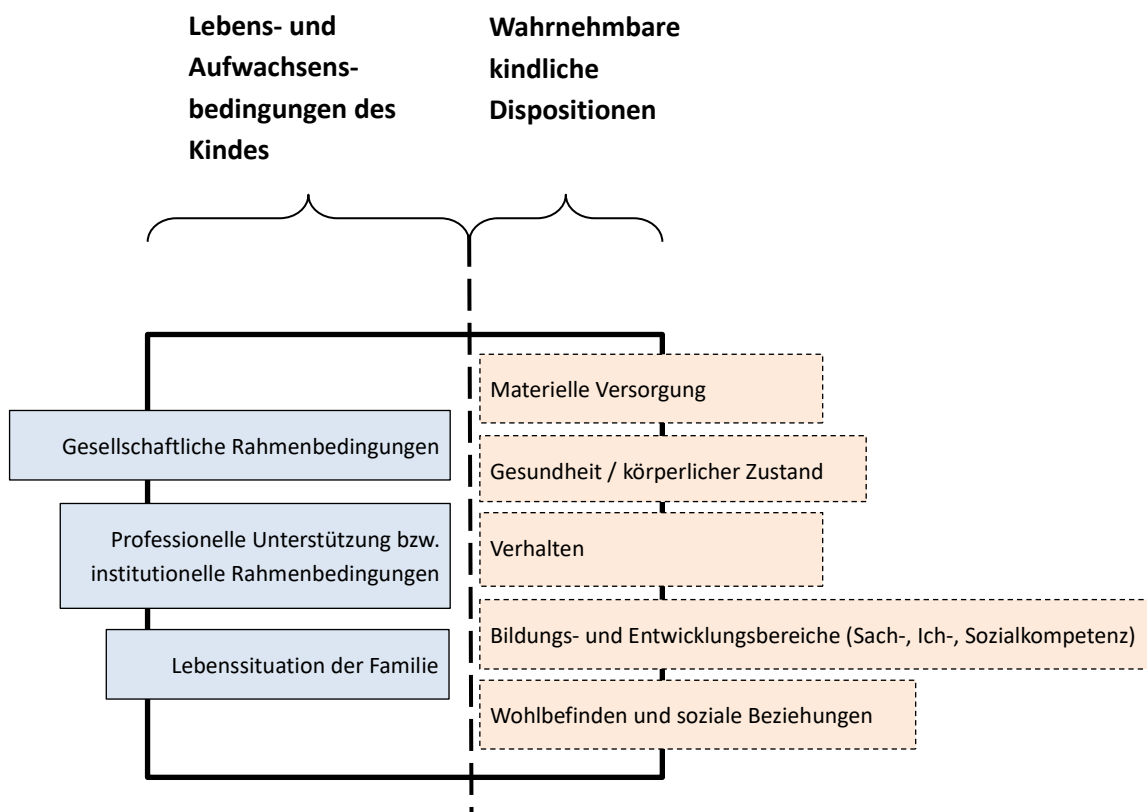 Lebens- und
Aufwachsens-
bedingungen des
Kindes
Wahrnehmbare
kindliche
Dispositionen
Gesellschaftliche Rahmenbedingungen
Professionelle Unterstützung bzw.
institutionelle Rahmenbedingungen
Lebenssituation der Familie
Materielle Versorgung
Gesundheit / körperlicher Zustand
Verhalten
Bildungs- und Entwicklungsbereiche (Sach-, Ich-, Sozialkompetenz)
Wohlbefinden und soziale Beziehungen